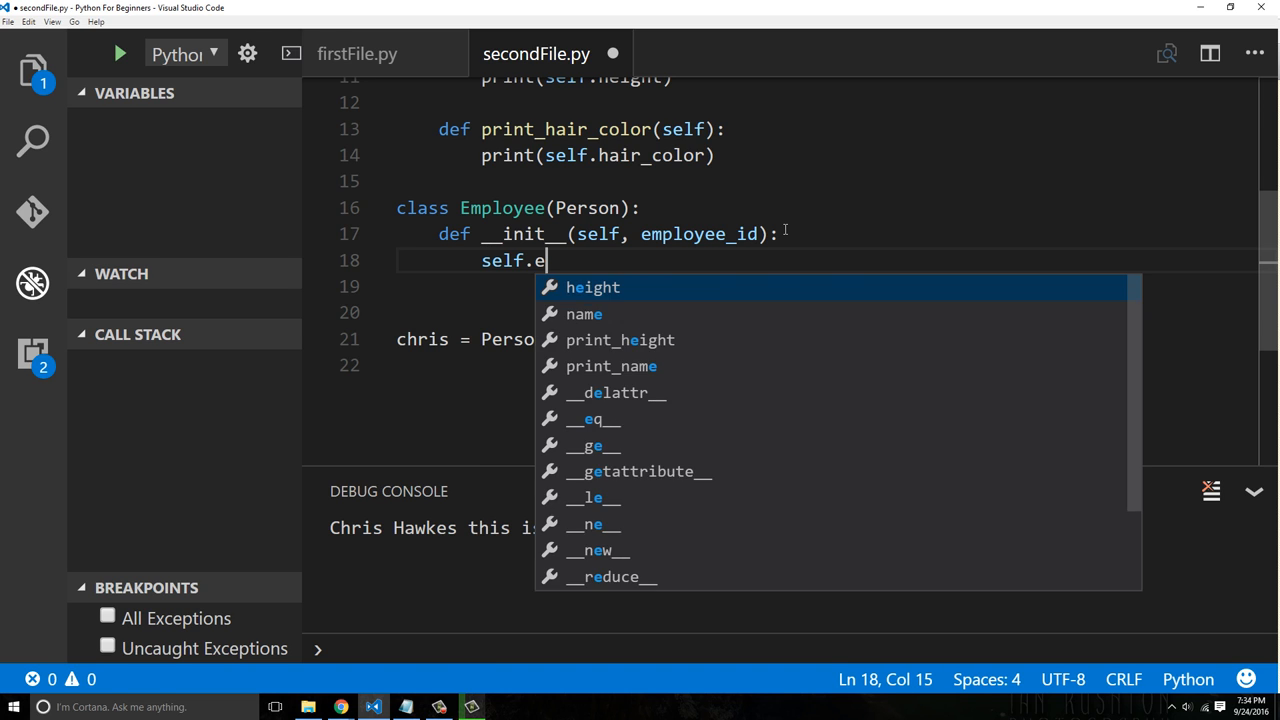 ● secondFile.py - Python For Beginners - Visual Studio Code
File Edit View Go Help
1
2
Python
VARIABLES
WATCH
CALL STACK
BREAKPOINTS
All Exceptions
Uncaught Exceptions
firstFile.py
secondFile.py ●
11 print(self.height)
12
13 def print_hair_color(self):
14 print(self.hair_color)
15
16 class Employee(Person):
17 def __init__(self, employee_id):
18 self.e
19
20
21 chris = Perso
22
height
name
print_height
print_name
__delattr__
__eq__
__ge__
__getattribute__
__le__
__ne__
__new__
__reduce__
DEBUG CONSOLE
Chris Hawkes this is
0 0
Ln 18, Col 15 Spaces: 4 UTF-8 CRLF Python
I'm Cortana. Ask me anything.
7:34 PM
9/24/2016